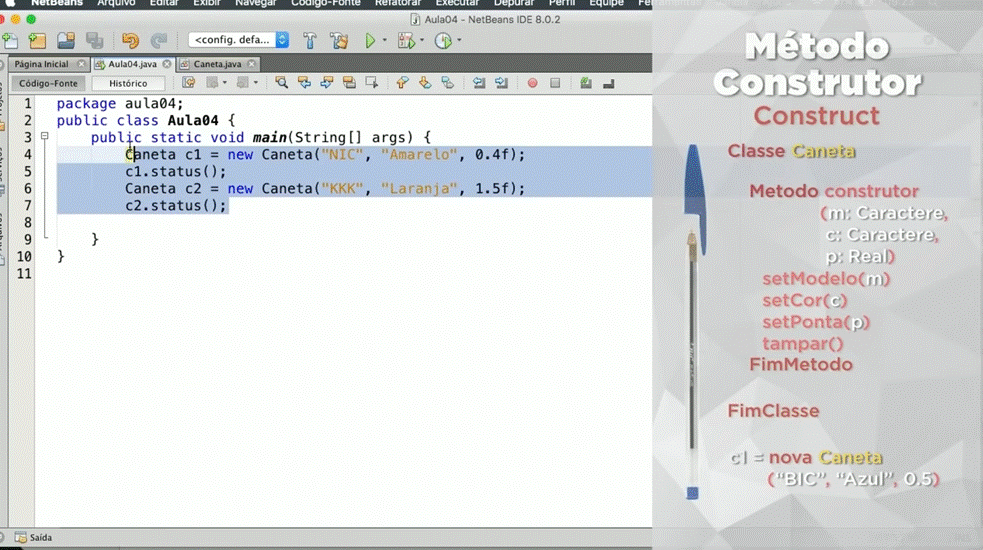 NetBeans Arquivo Editar Exibir Navegar Código-Fonte Refatorar Executar Depurar Perfil Equipe Ferramentas
Aula04 - NetBeans IDE 8.0.2
<config. defa...
Página Inicial Aula04.java Caneta.java
Código-Fonte Histórico
1 package aula04;
2 public class Aula04 {
3 public static void main(String[] args) {
4 Caneta c1 = new Caneta("NIC", "Amarelo", 0.4f);
5 c1.status();
6 Caneta c2 = new Caneta("KKK", "Laranja", 1.5f);
7 c2.status();
8
9 }
10 }
11
Saída
Método
Construtor
Construct
Classe Caneta
Metodo construtor
(m: Caractere,
c: Caractere,
p: Real)
setModelo(m)
setCor(c)
setPonta(p)
tampar()
FimMetodo
FimClasse
c1 = nova Caneta
("BIC", "Azul", 0.5)